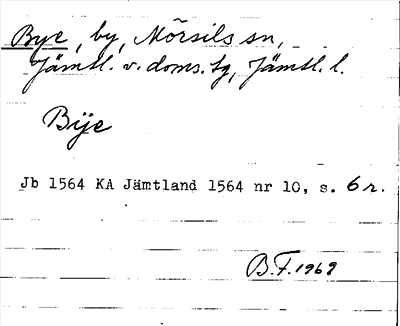 Bye, by, Mörsils sn,
Jämtl. v. doms. tg, Jämtl. l.
Bije
Jb 1564 KA Jämtland 1564 nr 10, s. 6 r.
B.F. 1969